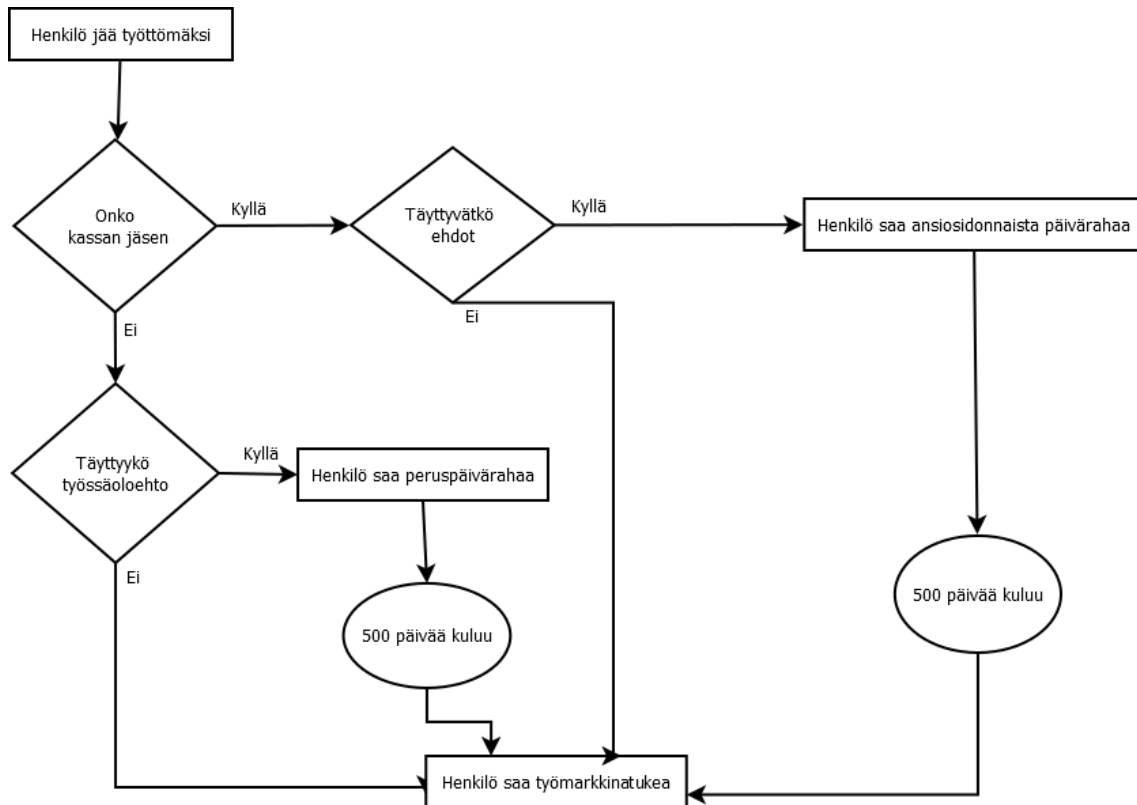 Henkilö jää työttömäksi
Onko
kassan jäsen
Kyllä
Täyttyvätkö
ehdot
Kyllä
Henkilö saa ansiosidonnaista päivärahaa
Ei
Ei
Täyttyykö
työssäoloehto
Kyllä
Henkilö saa peruspäivärahaa
Ei
500 päivää kuluu
500 päivää kuluu
Henkilö saa työmarkkinatukea